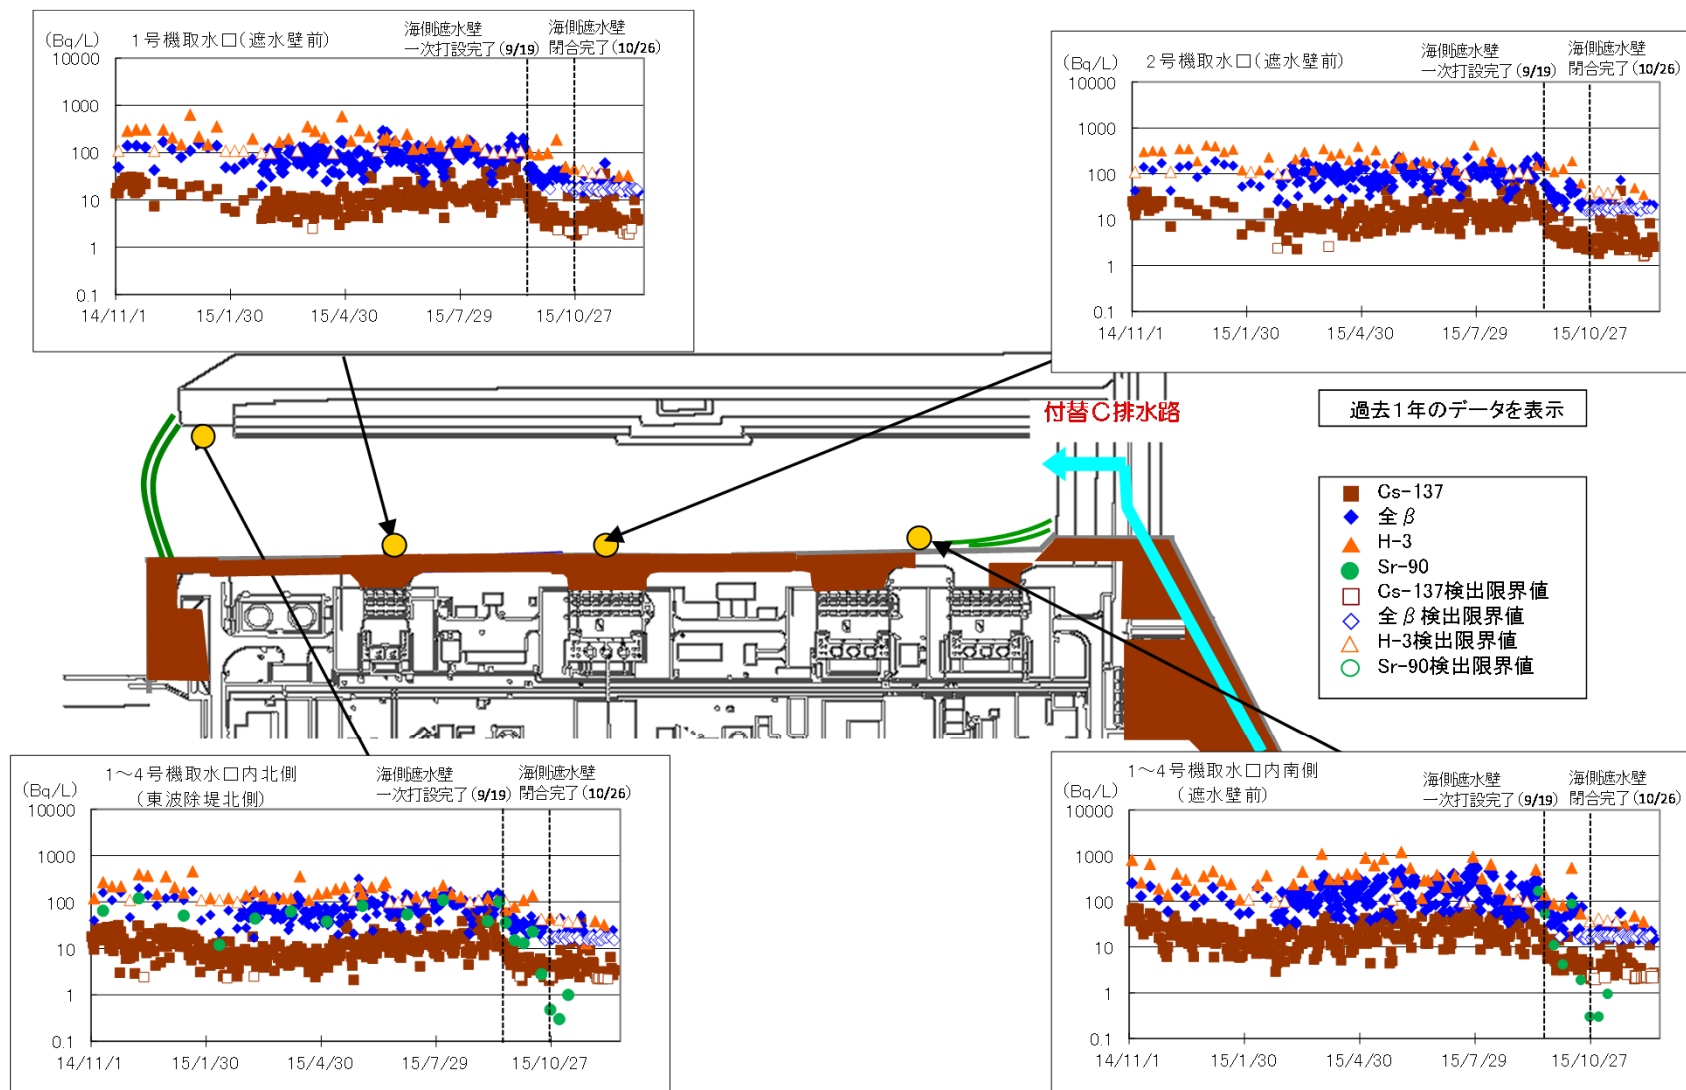 (Bq/L)
1号機取水口(遮水壁前)
海側遮水壁
一次打設完了(9/19)
海側遮水壁
閉合完了(10/26)
10000
1000
100
10
1
0.1
14/11/1
15/1/30
15/4/30
15/7/29
15/10/27
(Bq/L)
2号機取水口(遮水壁前)
海側遮水壁
一次打設完了(9/19)
海側遮水壁
閉合完了(10/26)
10000
1000
100
10
1
0.1
14/11/1
15/1/30
15/4/30
15/7/29
15/10/27
付替C排水路
過去1年のデータを表示
Cs-137
全β
H-3
Sr-90
Cs-137検出限界値
全β検出限界値
H-3検出限界値
Sr-90検出限界値
(Bq/L)
1～4号機取水口内北側
(東波除堤北側)
海側遮水壁
一次打設完了(9/19)
海側遮水壁
閉合完了(10/26)
10000
1000
100
10
1
0.1
14/11/1
15/1/30
15/4/30
15/7/29
15/10/27
(Bq/L)
1～4号機取水口内南側
(遮水壁前)
海側遮水壁
一次打設完了(9/19)
海側遮水壁
閉合完了(10/26)
10000
1000
100
10
1
0.1
14/11/1
15/1/30
15/4/30
15/7/29
15/10/27